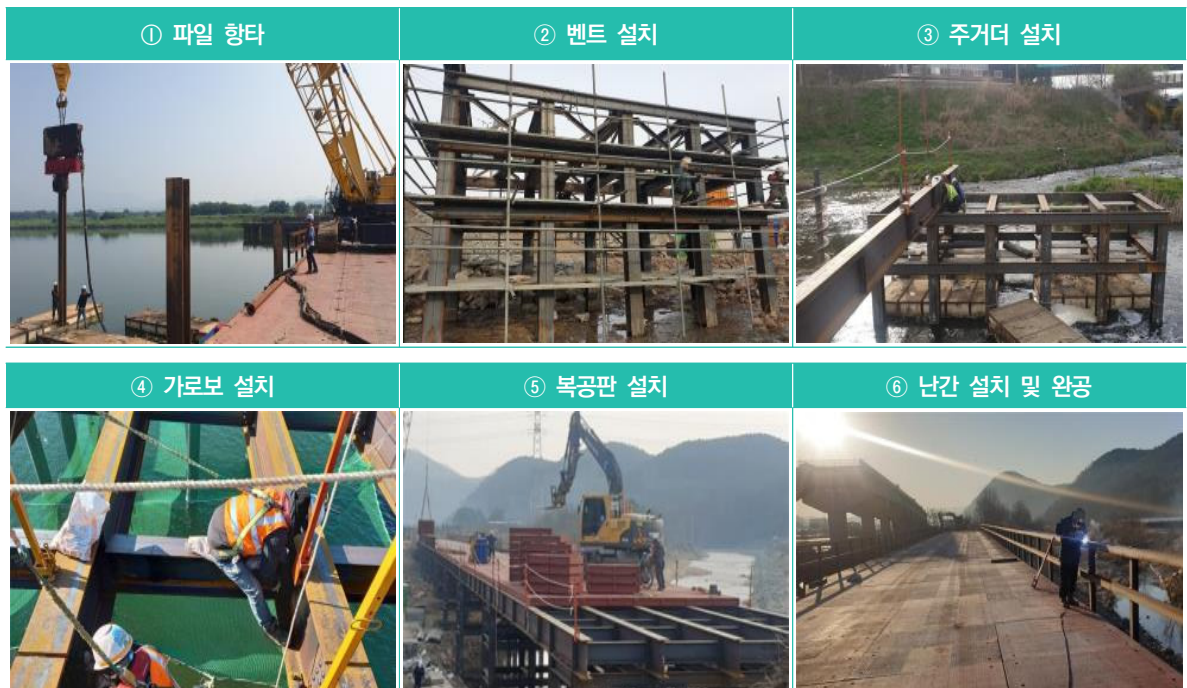 ① 파일 항타
② 벤트 설치
③ 주거더 설치
④ 가로보 설치
⑤ 복공판 설치
⑥ 난간 설치 및 완공